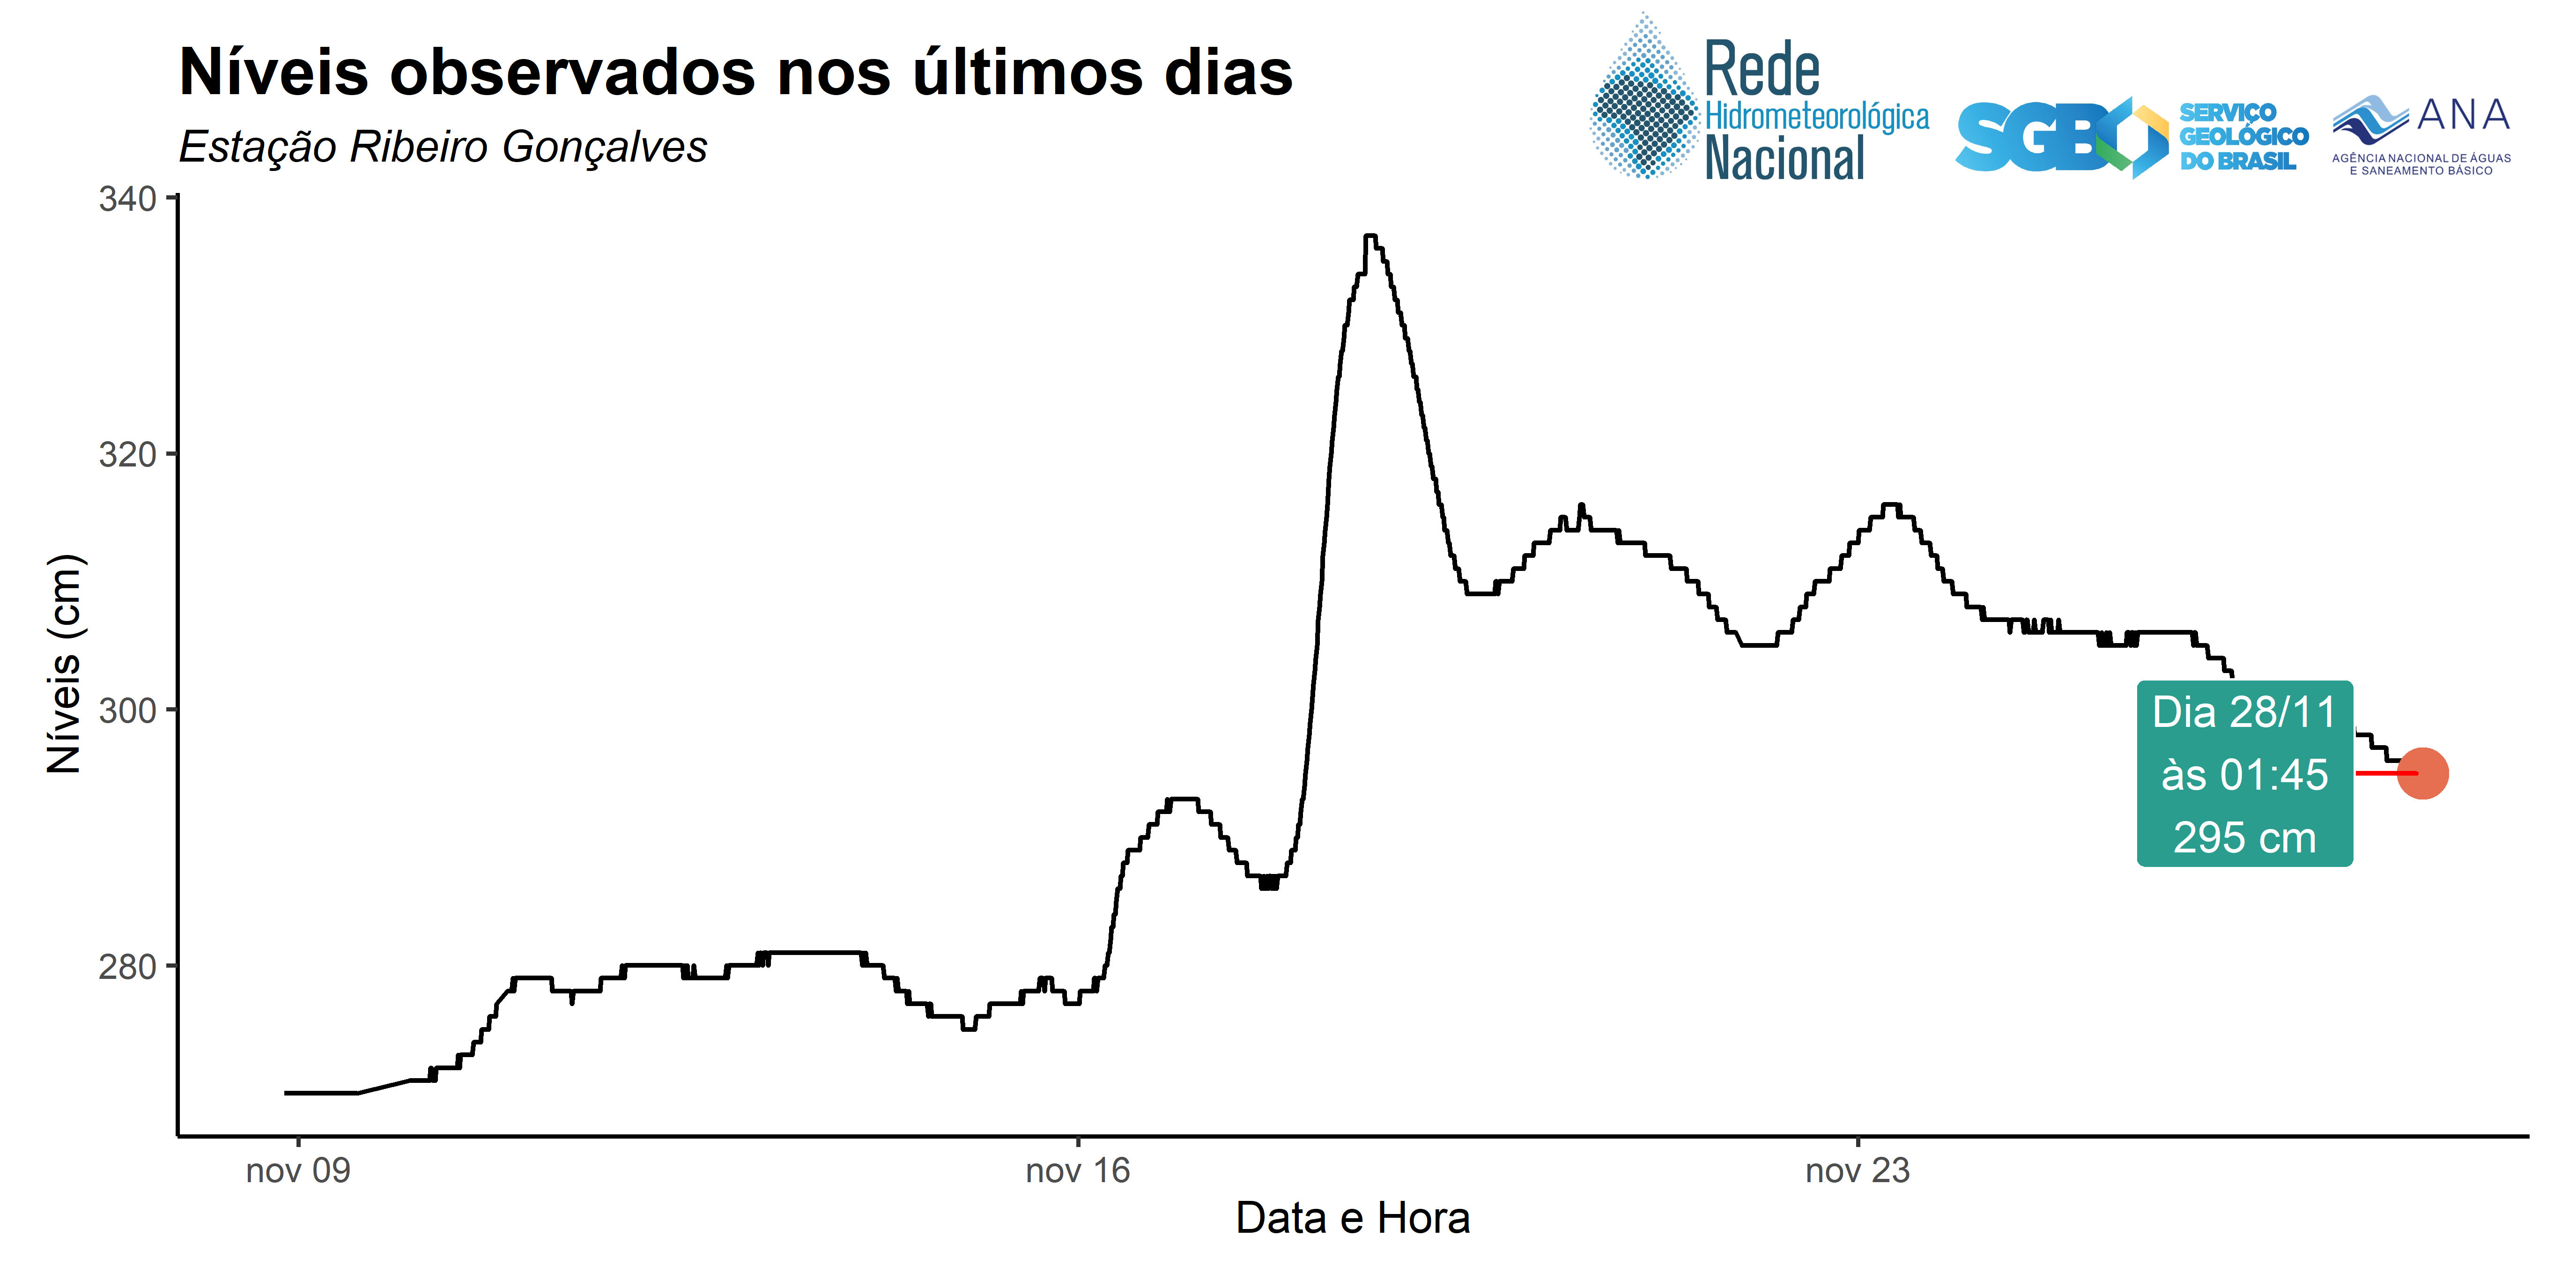 Níveis observados nos últimos dias
Estação Ribeiro Gonçalves
Rede
Hidrometeorológica
Nacional
SGB
SERVIÇO
GEOLÓGICO
DO BRASIL
ANA
AGÊNCIA NACIONAL DE ÁGUAS
E SANEAMENTO BÁSICO
Níveis (cm)
340
320
300
280
Dia 28/11
às 01:45
295 cm
nov 09
nov 16
nov 23
Data e Hora